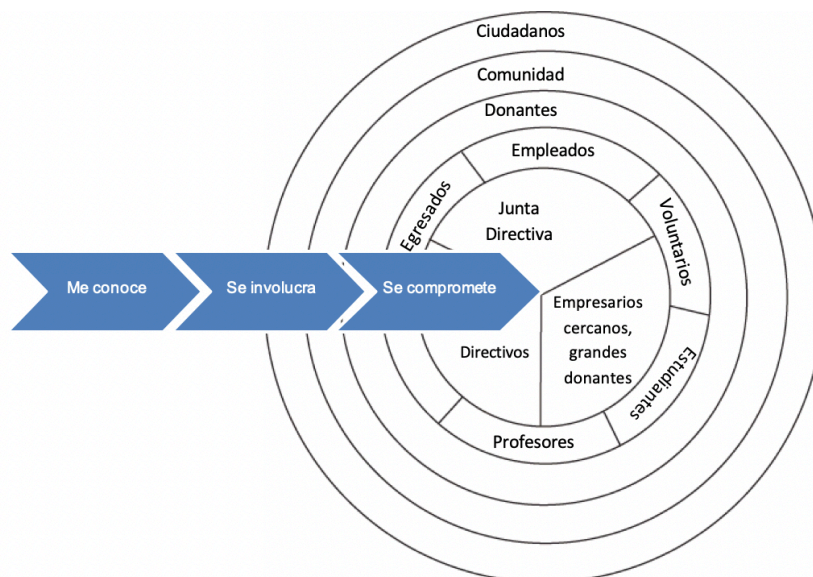 Ciudadanos
Comunidad
Donantes
Empleados
Egresados
Voluntarios
Junta
Directiva
Me conoce
Se involucra
Se compromete
Empresarios
cercanos,
grandes
donantes
Directivos
Estudiantes
Profesores